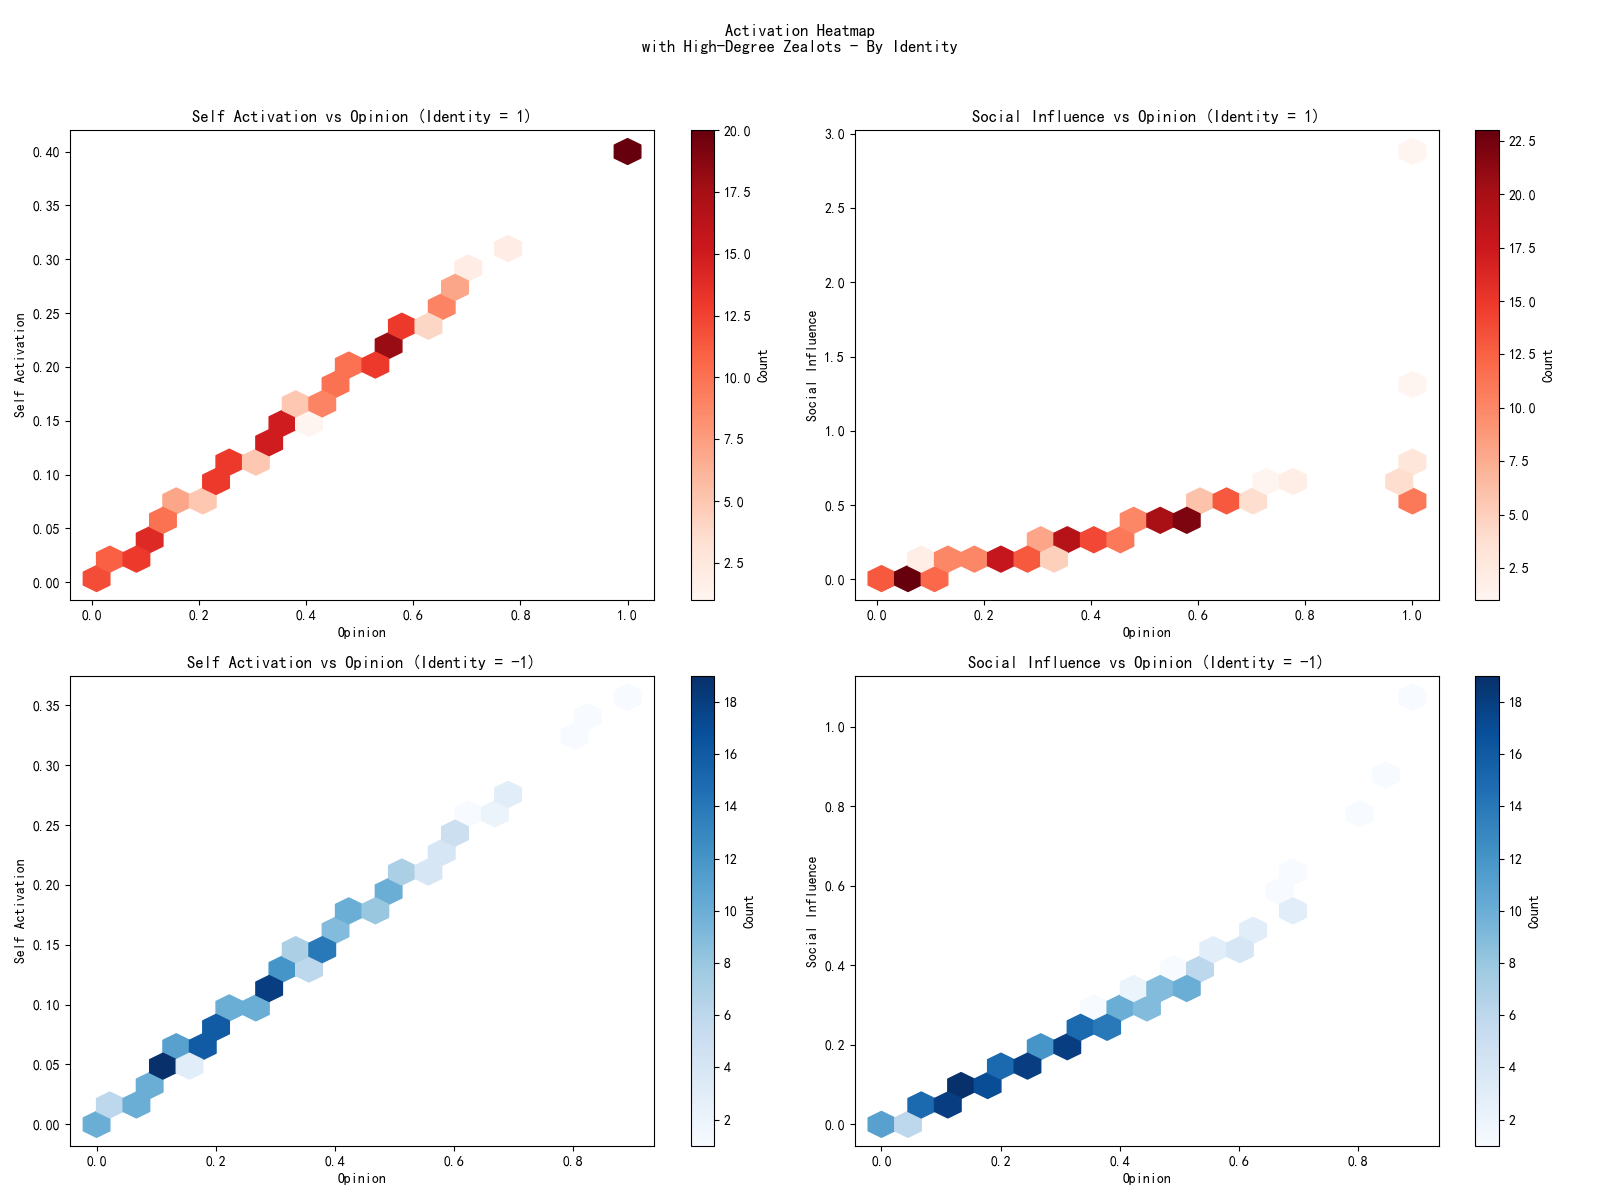 Activation Heatmap
with High-Degree Zealots - By Identity
Self Activation vs Opinion (Identity = 1)
0.40
0.35
0.30
0.25
0.20
0.15
0.10
0.05
0.00
Self Activation
0.0 0.2 0.4 0.6 0.8 1.0
Opinion
20.0
17.5
15.0
12.5
10.0
7.5
5.0
2.5
Count
Social Influence vs Opinion (Identity = 1)
3.0
2.5
2.0
1.5
1.0
0.5
0.0
Social Influence
0.0 0.2 0.4 0.6 0.8 1.0
Opinion
22.5
20.0
17.5
15.0
12.5
10.0
7.5
5.0
2.5
Count
Self Activation vs Opinion (Identity = -1)
0.35
0.30
0.25
0.20
0.15
0.10
0.05
0.00
Self Activation
0.0 0.2 0.4 0.6 0.8
Opinion
18
16
14
12
10
8
6
4
2
Count
Social Influence vs Opinion (Identity = -1)
1.0
0.8
0.6
0.4
0.2
0.0
Social Influence
0.0 0.2 0.4 0.6 0.8
Opinion
18
16
14
12
10
8
6
4
2
Count